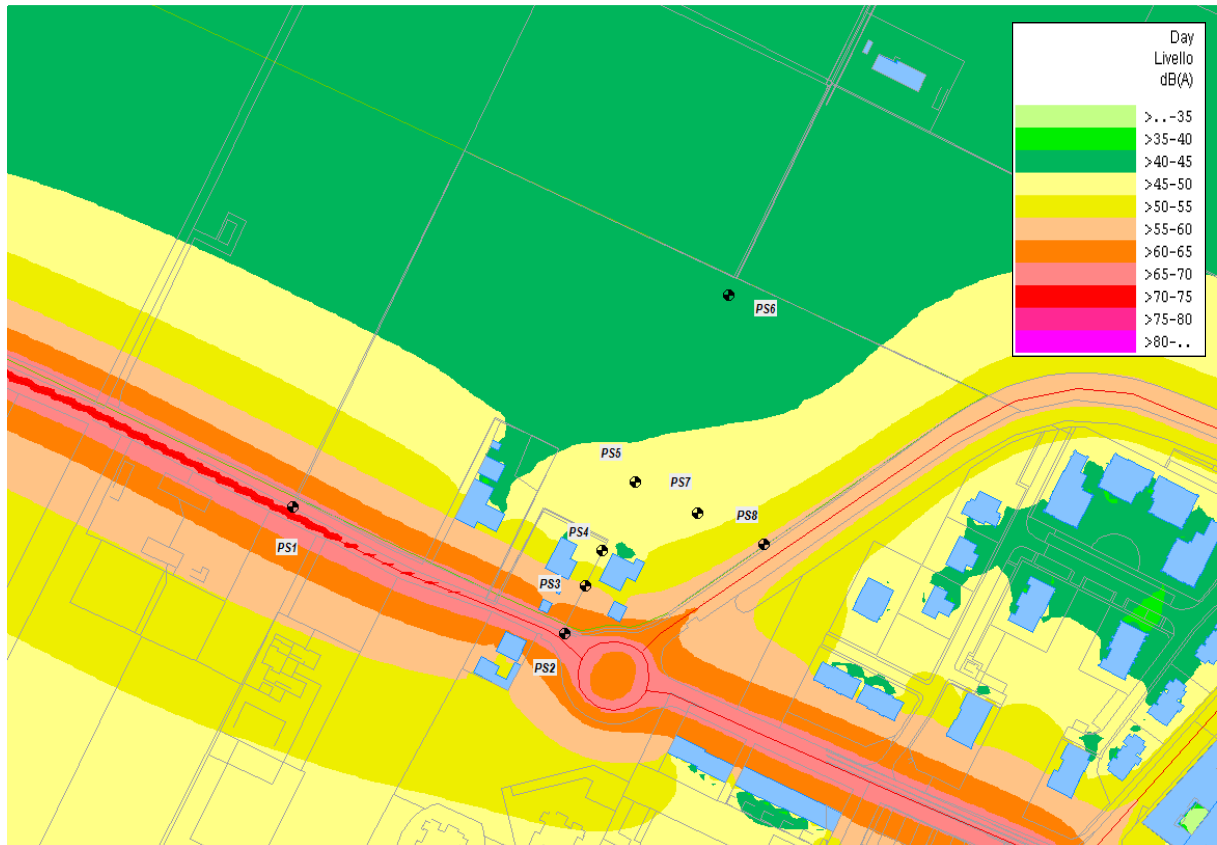 Day
Livello
dB(A)
>..-35
>35-40
>40-45
>45-50
>50-55
>55-60
>60-65
>65-70
>70-75
>75-80
>80-..
PS6
PS5
PS7
PS8
PS4
PS1
PS3
PS2